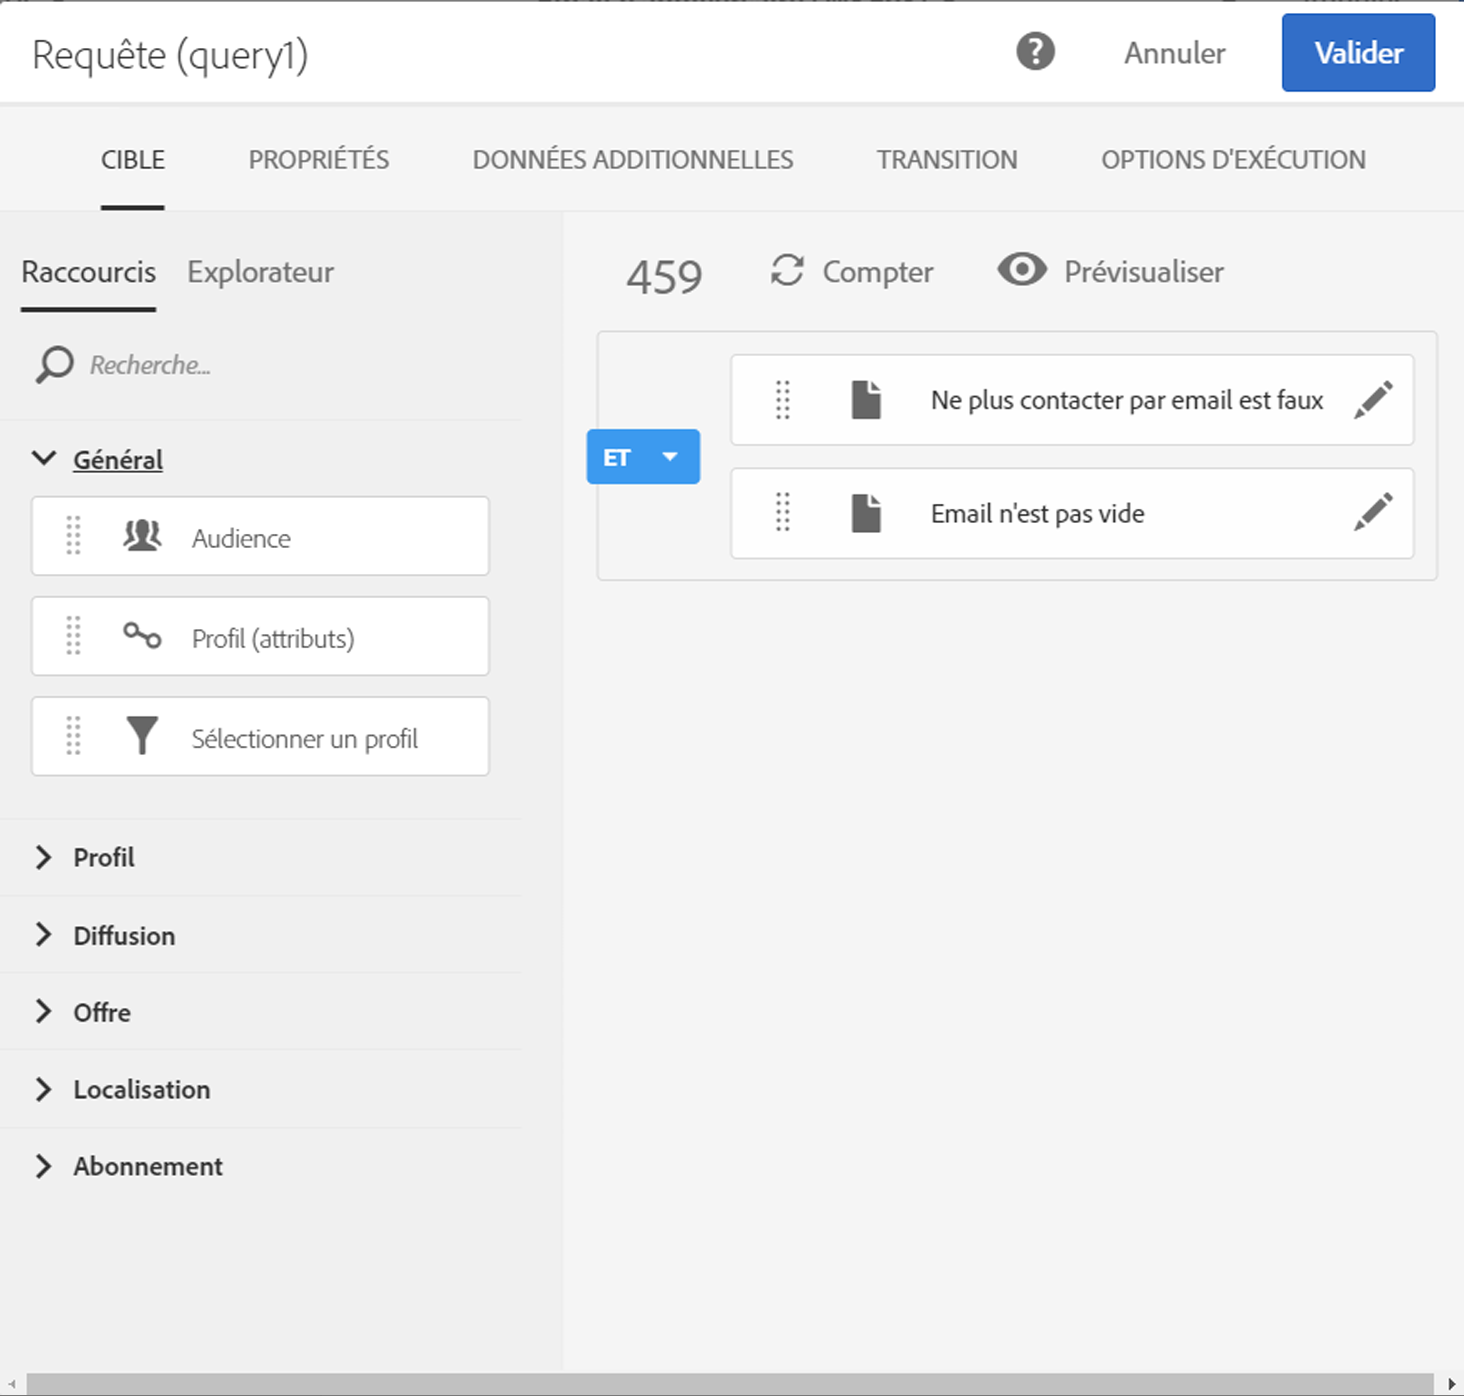 Requête (query1)
?
Annuler
Valider
CIBLE
PROPRIÉTÉS
DONNÉES ADDITIONNELLES
TRANSITION
OPTIONS D'EXÉCUTION
Raccourcis
Explorateur
Recherche...
Général
Audience
Profil (attributs)
Sélectionner un profil
Profil
Diffusion
Offre
Localisation
Abonnement
459
Compter
Prévisualiser
ET
Ne plus contacter par email est faux
Email n'est pas vide